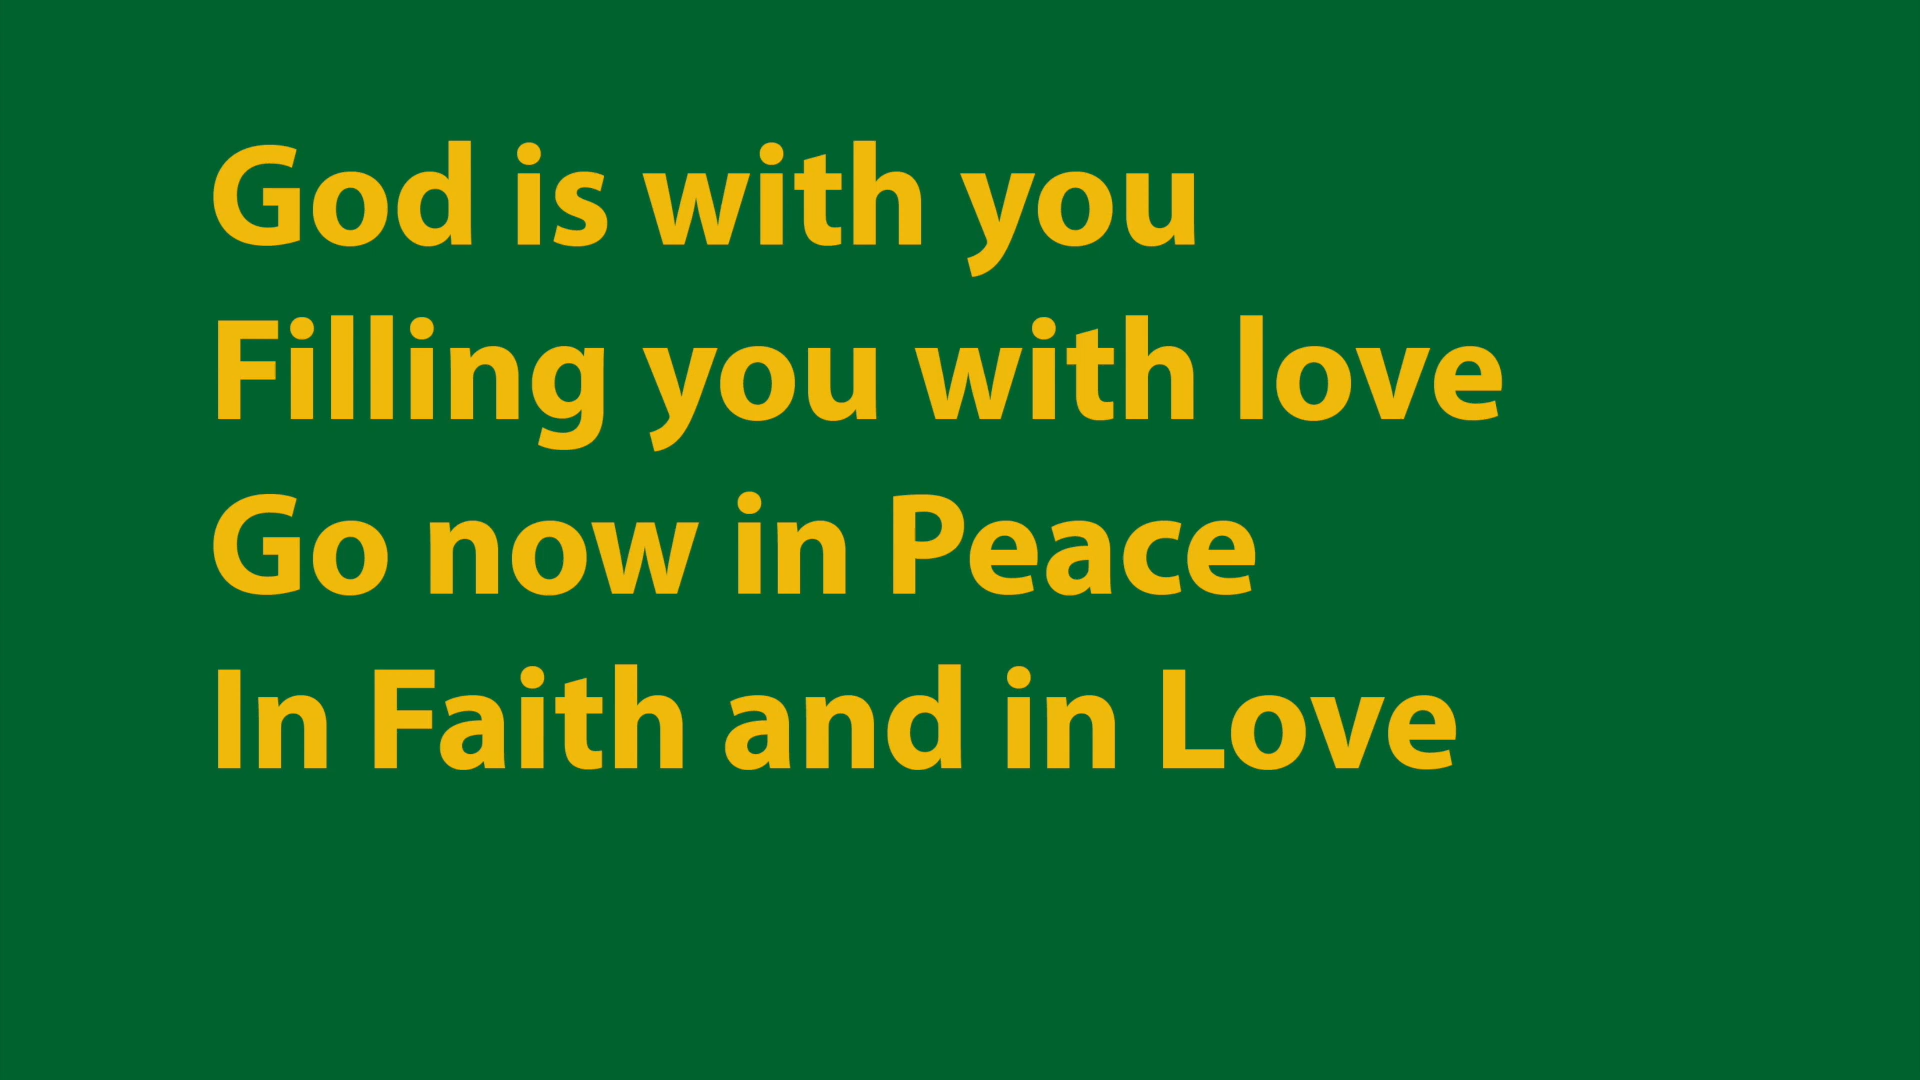 God is with you
Filling you with love
Go now in Peace
In Faith and in Love